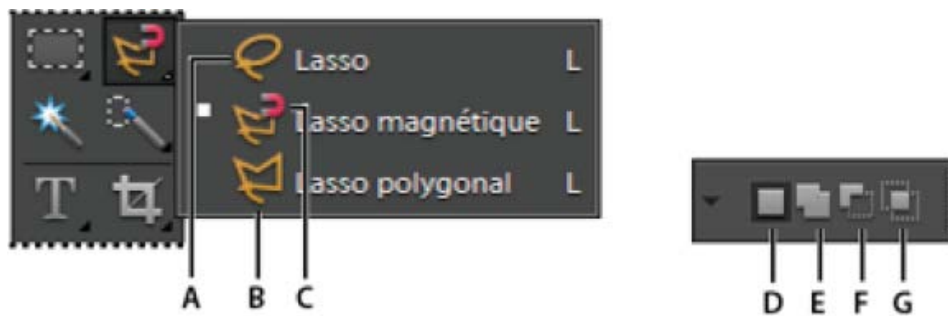 Lasso L
Lasso magnétique L
Lasso polygonal L
T
A B C
D E F G